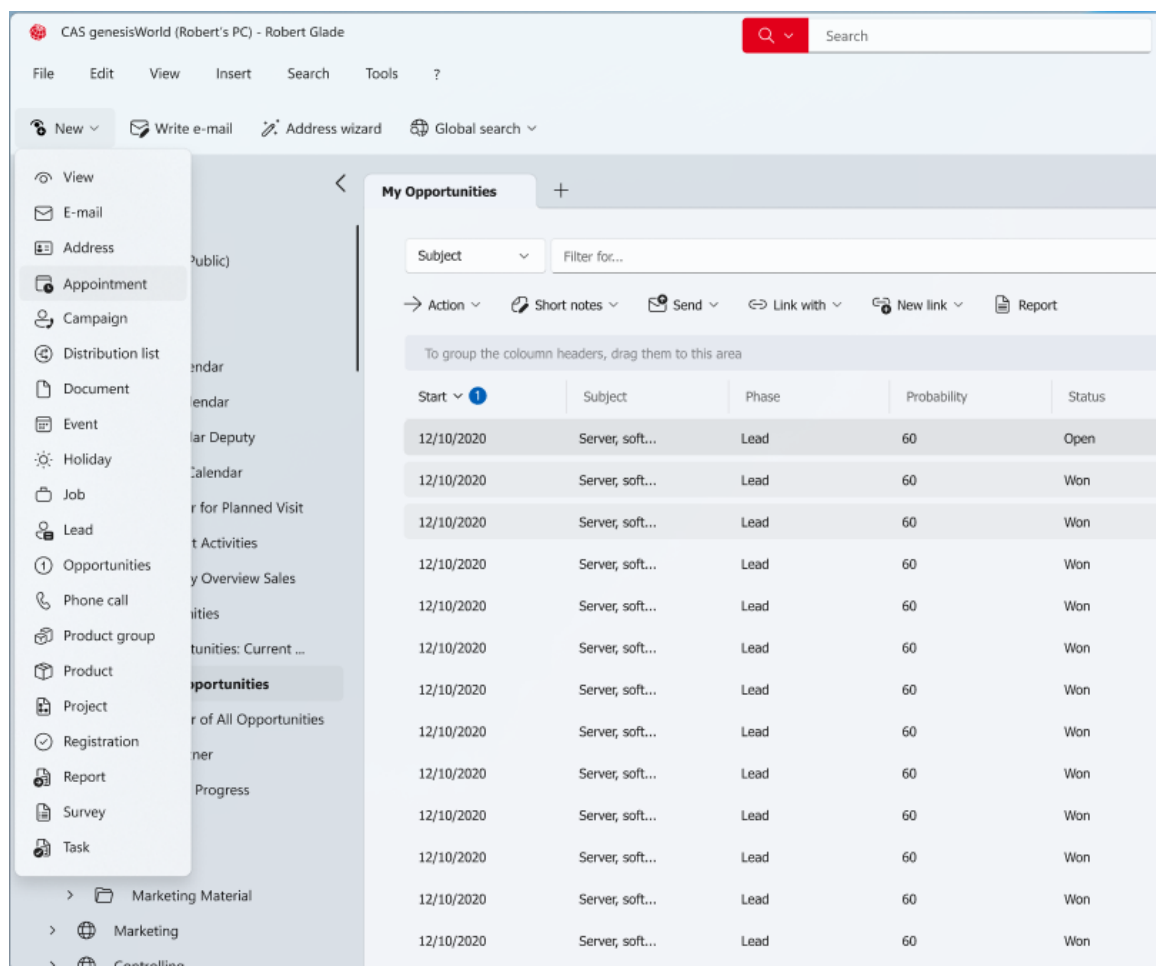 CAS genesisWorld (Robert's PC) - Robert Glade
Search
File Edit View Insert Search Tools ?
New Write e-mail Address wizard Global search
View
E-mail
Address
Appointment
Campaign
Distribution list
Document
Event
Holiday
Job
Lead
Opportunities
Phone call
Product group
Product
Project
Registration
Report
Survey
Task
Public)
endar
lendar
lar Deputy
Calendar
r for Planned Visit
t Activities
y Overview Sales
nities
tunities: Current ...
pportunities
r of All Opportunities
tner
Progress
Marketing Material
Marketing
Controlling
My Opportunities
Subject Filter for...
Action Short notes Send Link with New link Report
To group the coloumn headers, drag them to this area
Start 1 Subject Phase Probability Status
12/10/2020 Server, soft... Lead 60 Open
12/10/2020 Server, soft... Lead 60 Won
12/10/2020 Server, soft... Lead 60 Won
12/10/2020 Server, soft... Lead 60 Won
12/10/2020 Server, soft... Lead 60 Won
12/10/2020 Server, soft... Lead 60 Won
12/10/2020 Server, soft... Lead 60 Won
12/10/2020 Server, soft... Lead 60 Won
12/10/2020 Server, soft... Lead 60 Won
12/10/2020 Server, soft... Lead 60 Won
12/10/2020 Server, soft... Lead 60 Won
12/10/2020 Server, soft... Lead 60 Won
12/10/2020 Server, soft... Lead 60 Won